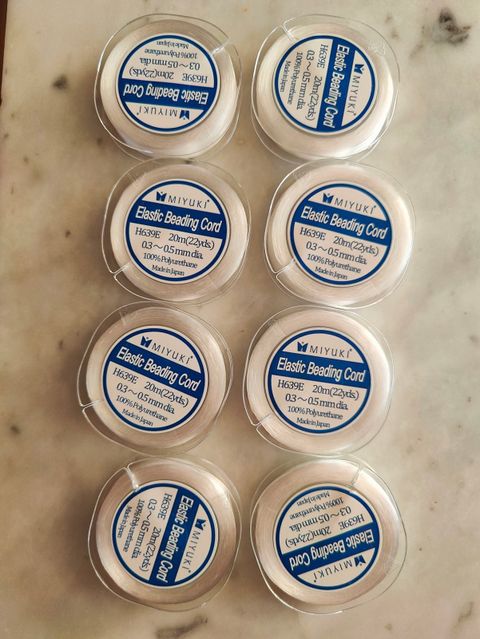 MIYUKI
Elastic Beading Cord
H639E 20m(22yds.)
0.3～0.5mm dia.
100% Polyurethane
Made in Japan
MIYUKI
Elastic Beading Cord
H639E 20m(22yds.)
0.3～0.5mm dia.
100% Polyurethane
Made in Japan
MIYUKI
Elastic Beading Cord
H639E 20m(22yds.)
0.3～0.5mm dia.
100% Polyurethane
Made in Japan
MIYUKI
Elastic Beading Cord
H639E 20m(22yds.)
0.3～0.5mm dia.
100% Polyurethane
Made in Japan
MIYUKI
Elastic Beading Cord
H639E 20m(22yds.)
0.3～0.5mm dia.
100% Polyurethane
Made in Japan
MIYUKI
Elastic Beading Cord
H639E 20m(22yds.)
0.3～0.5mm dia.
100% Polyurethane
Made in Japan
MIYUKI
Elastic Beading Cord
H639E 20m(22yds.)
0.3～0.5mm dia.
100% Polyurethane
Made in Japan
MIYUKI
Elastic Beading Cord
H639E 20m(22yds.)
0.3～0.5mm dia.
100% Polyurethane
Made in Japan